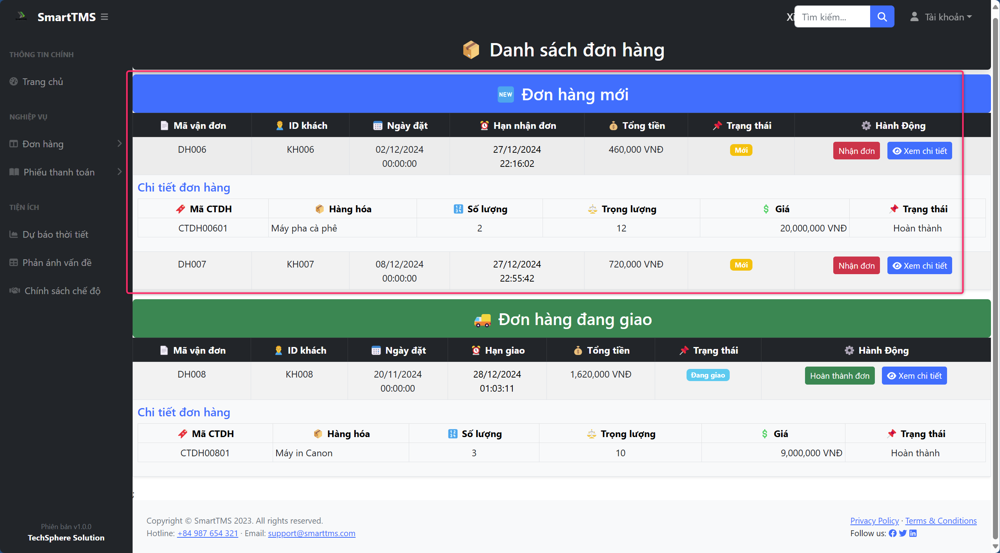 SmartTMS
Xi
Tìm kiếm...
Tài khoản
THÔNG TIN CHÍNH
Trang chủ
NGHIỆP VỤ
Đơn hàng
Phiếu thanh toán
TIỆN ÍCH
Dự báo thời tiết
Phản ánh vấn đề
Chính sách chế độ
Phiên bản v1.0.0
TechSphere Solution
Danh sách đơn hàng
NEW Đơn hàng mới
Mã vận đơn ID khách Ngày đặt Hạn nhận đơn Tổng tiền Trạng thái Hành Động
DH006 KH006 02/12/2024 27/12/2024 460,000 VNĐ Mới Nhận đơn Xem chi tiết
00:00:00 22:16:02
Chi tiết đơn hàng
Mã CTDH Hàng hóa Số lượng Trọng lượng Giá Trạng thái
CTDH00601 Máy pha cà phê 2 12 20,000,000 VNĐ Hoàn thành
DH007 KH007 08/12/2024 27/12/2024 720,000 VNĐ Mới Nhận đơn Xem chi tiết
00:00:00 22:55:42
Đơn hàng đang giao
Mã vận đơn ID khách Ngày đặt Hạn giao Tổng tiền Trạng thái Hành Động
DH008 KH008 20/11/2024 28/12/2024 1,620,000 VNĐ Đang giao Hoàn thành đơn Xem chi tiết
00:00:00 01:03:11
Chi tiết đơn hàng
Mã CTDH Hàng hóa Số lượng Trọng lượng Giá Trạng thái
CTDH00801 Máy in Canon 3 10 9,000,000 VNĐ Hoàn thành
;
Copyright © SmartTMS 2023. All rights reserved.
Hotline: +84 987 654 321 · Email: support@smarttms.com
Privacy Policy · Terms & Conditions
Follow us: